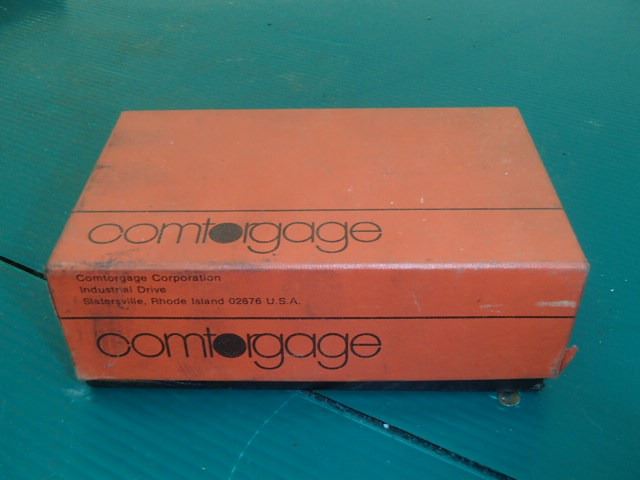 comtorgage
Comtorgage Corporation
Industrial Drive
Slatersville, Rhode Island 02876 U.S.A.
comtorgage